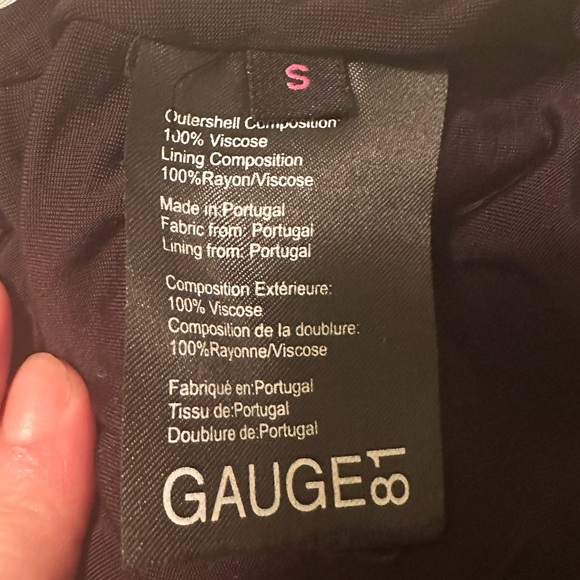 S
Outershell Composition
100% Viscose
Lining Composition
100%Rayon/Viscose
Made in:Portugal
Fabric from: Portugal
Lining from: Portugal
Composition Extérieure:
100% Viscose
Composition de la doublure:
100%Rayonne/Viscose
Fabriqué en:Portugal
Tissu de:Portugal
Doublure de:Portugal
GAUGE81